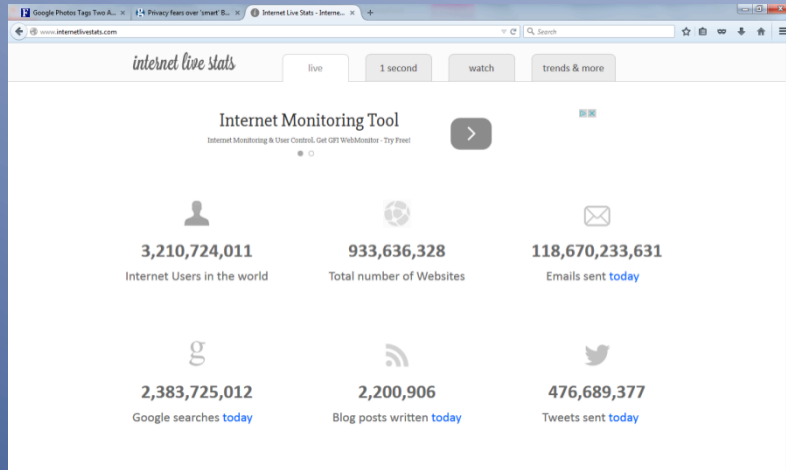 Google Photos Tags Two A... Privacy fears over 'smart' B... Internet Live Stats - Interne...
www.internetlivestats.com Search
internet live stats live 1 second watch trends & more
Internet Monitoring Tool
Internet Monitoring & User Control. Get GFI WebMonitor - Try Free!
3,210,724,011 933,636,328 118,670,233,631
Internet Users in the world Total number of Websites Emails sent today
g
2,383,725,012 2,200,906 476,689,377
Google searches today Blog posts written today Tweets sent today